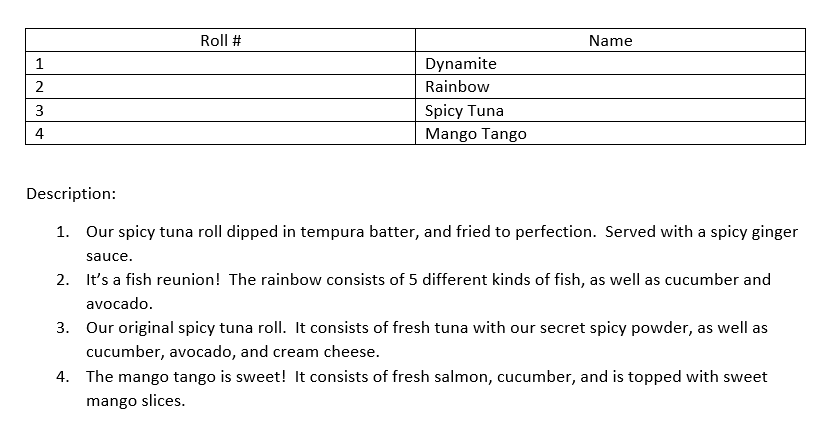 Roll # Name
1 Dynamite
2 Rainbow
3 Spicy Tuna
4 Mango Tango
Description:
1. Our spicy tuna roll dipped in tempura batter, and fried to perfection.  Served with a spicy ginger
sauce.
2. It’s a fish reunion!  The rainbow consists of 5 different kinds of fish, as well as cucumber and
avocado.
3. Our original spicy tuna roll.  It consists of fresh tuna with our secret spicy powder, as well as
cucumber, avocado, and cream cheese.
4. The mango tango is sweet!  It consists of fresh salmon, cucumber, and is topped with sweet
mango slices.